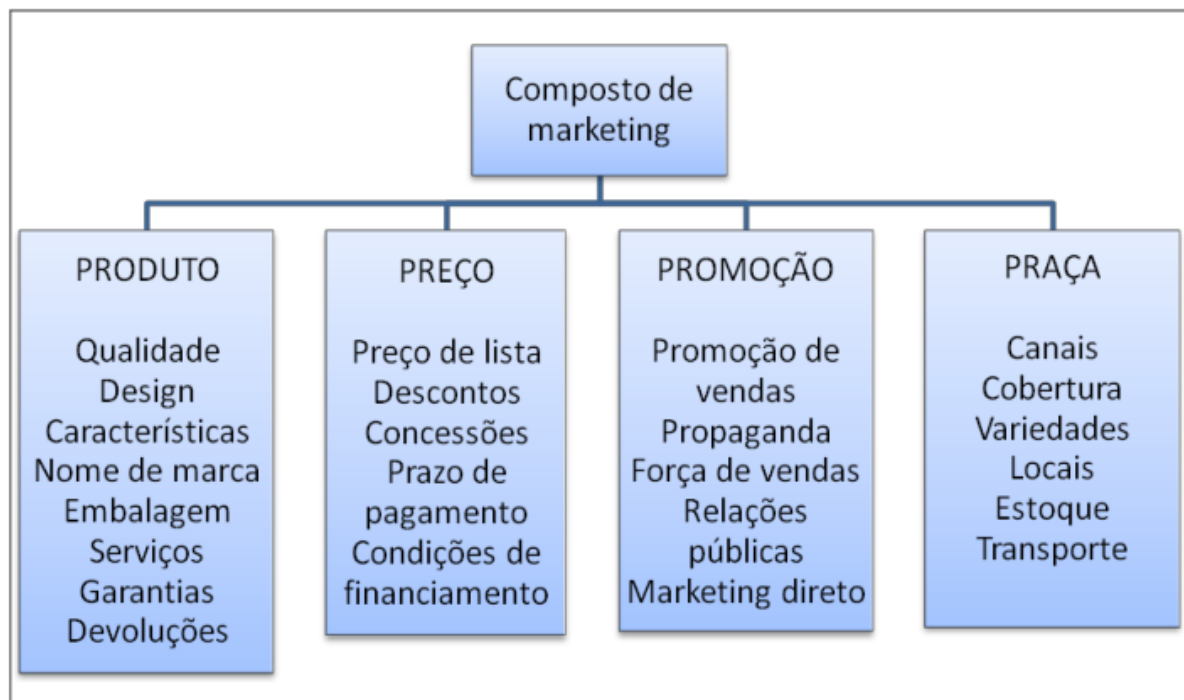 Composto de
marketing
PRODUTO
Qualidade
Design
Características
Nome de marca
Embalagem
Serviços
Garantias
Devoluções
PREÇO
Preço de lista
Descontos
Concessões
Prazo de
pagamento
Condições de
financiamento
PROMOÇÃO
Promoção de
vendas
Propaganda
Força de vendas
Relações
públicas
Marketing direto
PRAÇA
Canais
Cobertura
Variedades
Locais
Estoque
Transporte